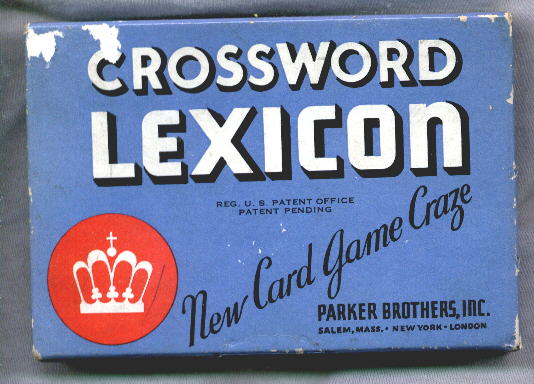 CROSSWORD
LEXICON
REG. U. S. PATENT OFFICE
PATENT PENDING
New Card Game Craze
PARKER BROTHERS, INC.
SALEM, MASS. • NEW YORK • LONDON